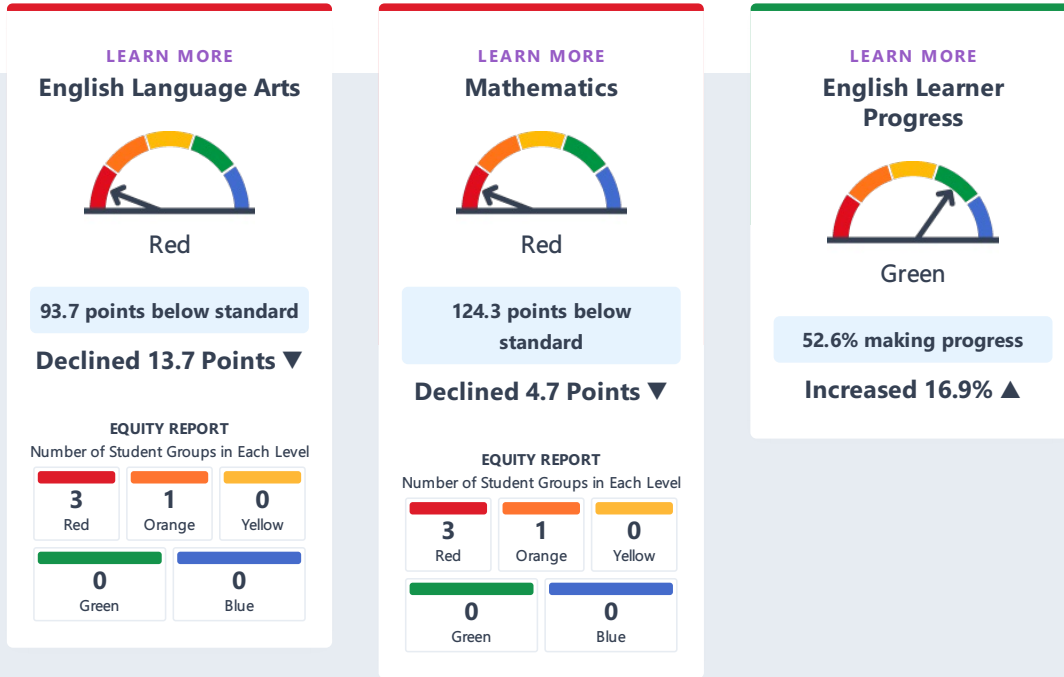 LEARN MORE
English Language Arts
Red
93.7 points below standard
Declined 13.7 Points ▼
EQUITY REPORT
Number of Student Groups in Each Level
3
Red
1
Orange
0
Yellow
0
Green
0
Blue
LEARN MORE
Mathematics
Red
124.3 points below
standard
Declined 4.7 Points ▼
EQUITY REPORT
Number of Student Groups in Each Level
3
Red
1
Orange
0
Yellow
0
Green
0
Blue
LEARN MORE
English Learner
Progress
Green
52.6% making progress
Increased 16.9% ▲